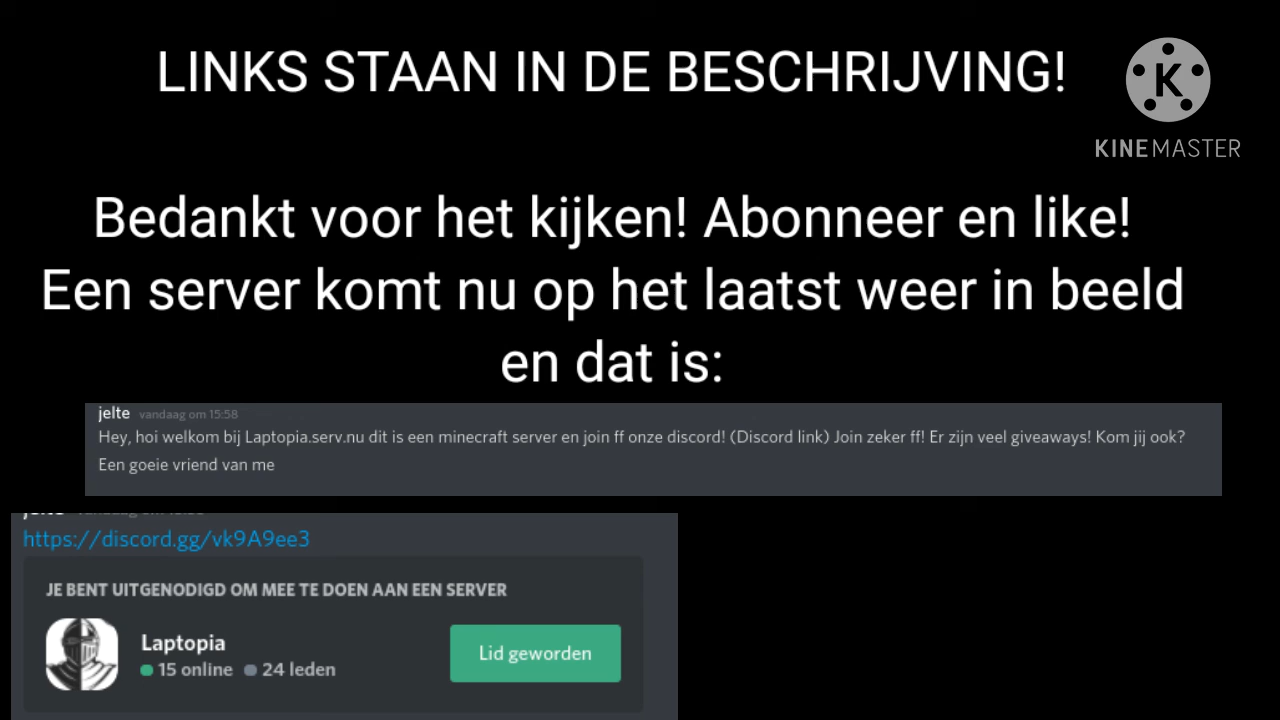 LINKS STAAN IN DE BESCHRIJVING!
KINEMASTER
Bedankt voor het kijken! Abonneer en like!
Een server komt nu op het laatst weer in beeld
en dat is:
jelte vandaag om 15:58
Hey, hoi welkom bij Laptopia.serv.nu dit is een minecraft server en join ff onze discord! (Discord link) Join zeker ff! Er zijn veel giveaways! Kom jij ook?
Een goeie vriend van me
https://discord.gg/vk9A9ee3
JE BENT UITGENODIGD OM MEE TE DOEN AAN EEN SERVER
Laptopia
15 online 24 leden
Lid geworden